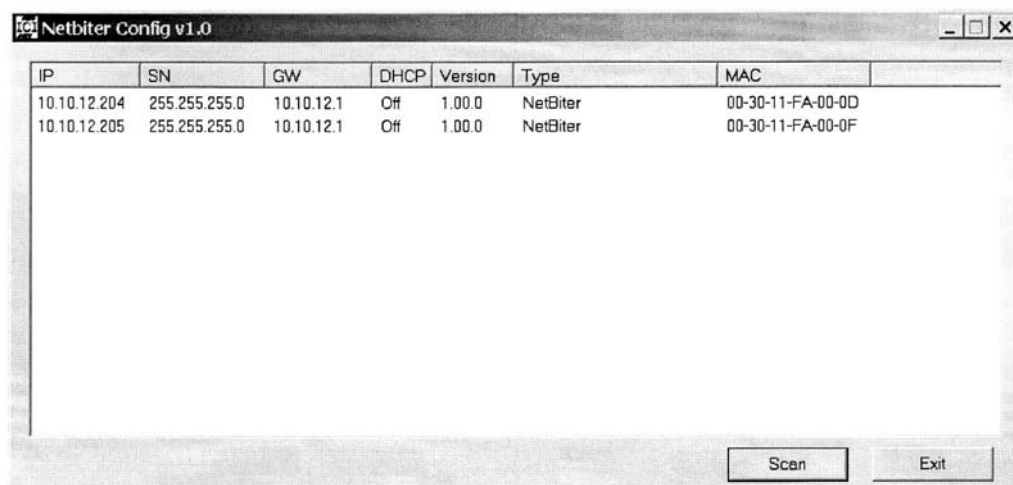 Netbiter Config v1.0
IP SN GW DHCP Version Type MAC
10.10.12.204 255.255.255.0 10.10.12.1 Off 1.00.0 NetBiter 00-30-11-FA-00-0D
10.10.12.205 255.255.255.0 10.10.12.1 Off 1.00.0 NetBiter 00-30-11-FA-00-0F
Scan Exit